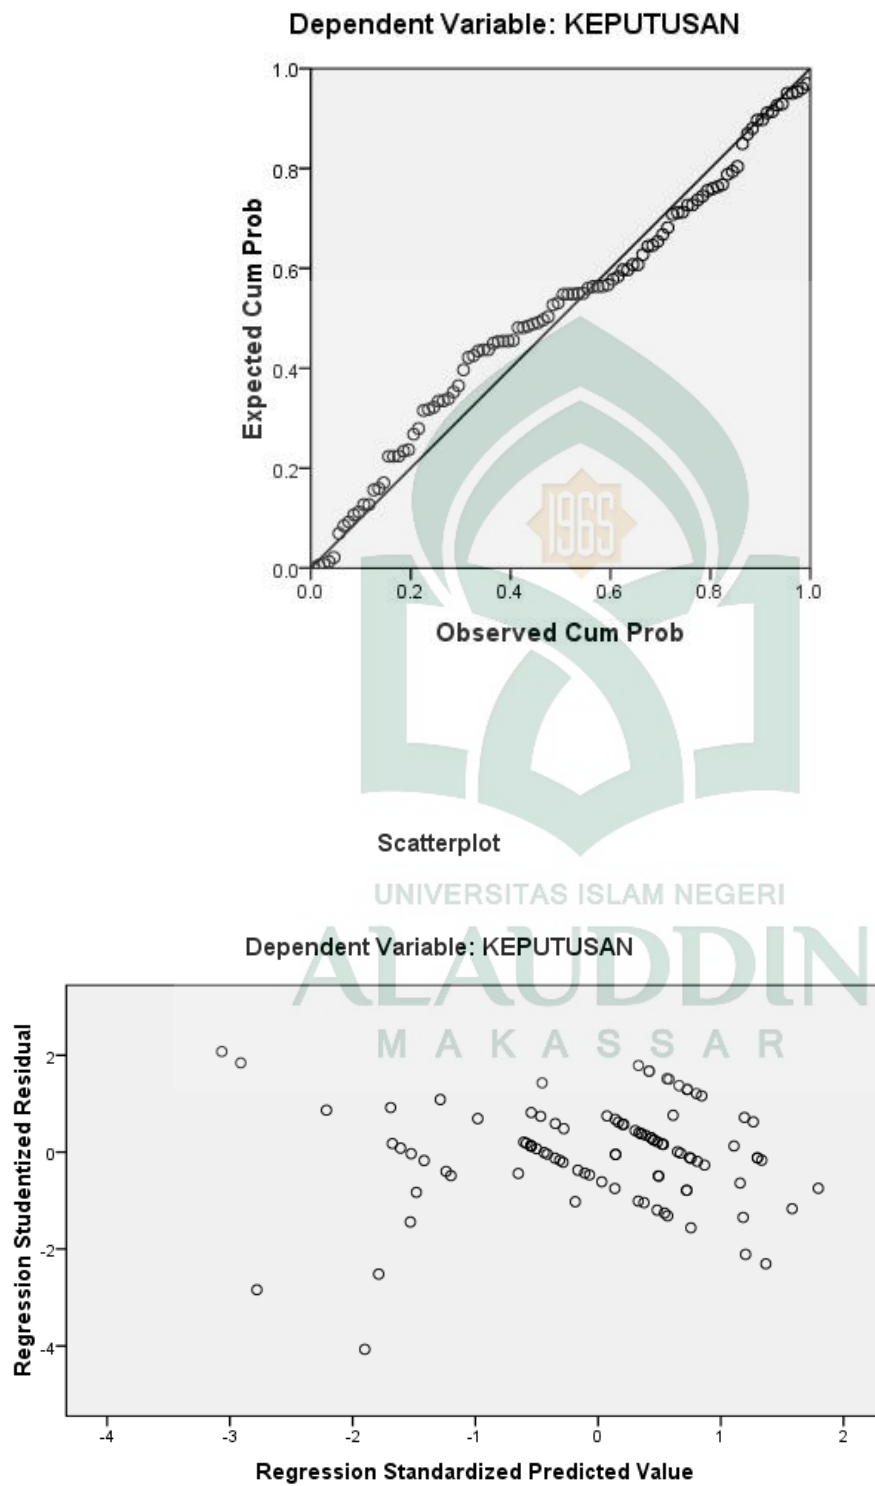 Dependent Variable: KEPUTUSAN
1.0
0.8
0.6
0.4
0.2
0.0
Expected Cum Prob
0.0 0.2 0.4 0.6 0.8 1.0
Observed Cum Prob
1965
Scatterplot
UNIVERSITAS ISLAM NEGERI
ALAUDDIN
MAKASSAR
Dependent Variable: KEPUTUSAN
Regression Studentized Residual
2
0
-2
-4
-4 -3 -2 -1 0 1 2
Regression Standardized Predicted Value